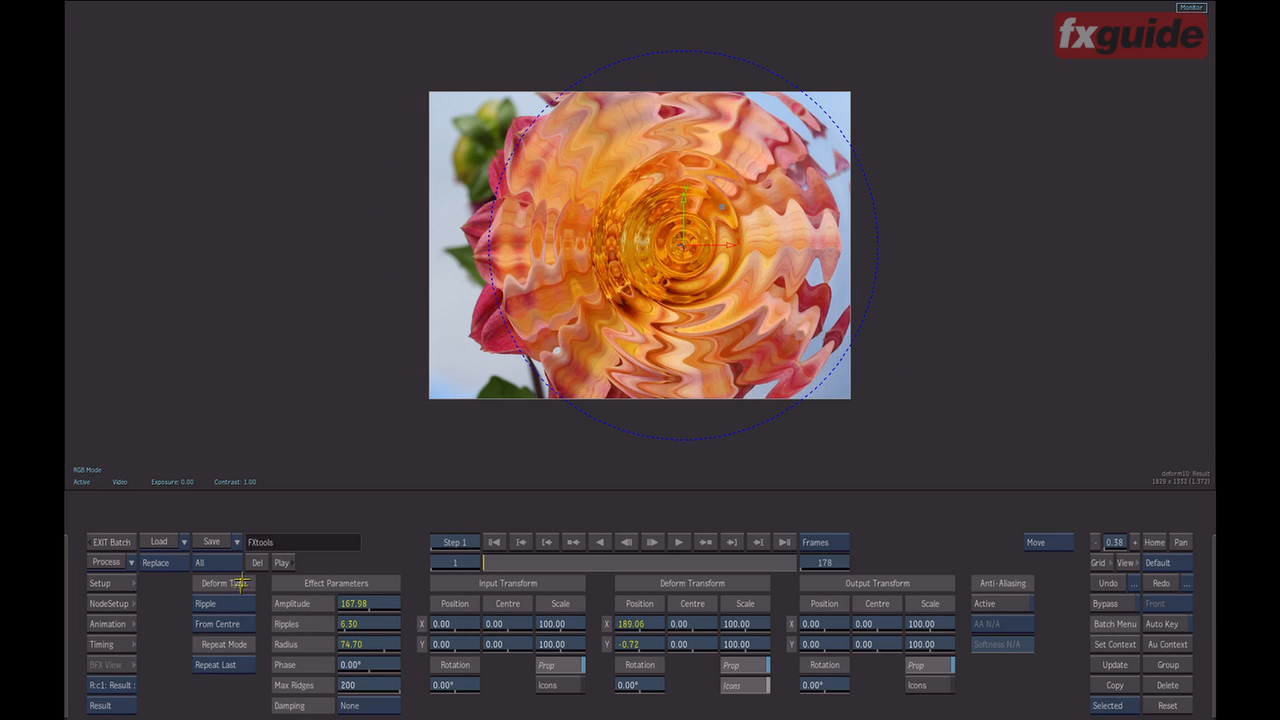 Monitor
fxguide
RGB Mode
Active Video Exposure: 0.00 Contrast: 1.00
deform10: Result
1828 x 1332 (1.372)
EXIT Batch Load Save FXtools Step 1 Frames Move - 0.38 + Home Pan
Process Replace All Del Play 1 178 Grid View Default
Setup Deform Effect Parameters Input Transform Deform Transform Output Transform Anti-Aliasing Undo ... Redo ...
NodeSetup Ripple Amplitude 167.98 Position Centre Scale Position Centre Scale Position Centre Scale Active Bypass Front
Animation From Centre Ripples 6.30 X 0.00 0.00 100.00 X 189.06 0.00 100.00 X 0.00 0.00 100.00 AA N/A Batch Menu Auto Key
Timing Repeat Mode Radius 74.70 Y 0.00 0.00 100.00 Y -0.72 0.00 100.00 Y 0.00 0.00 100.00 Softness N/A Set Context Au Context
BFX View Repeat Last Phase 0.00° Rotation Prop Rotation Prop Rotation Prop Update Group
R:c1: Result : Max Ridges 200 0.00° Icons 0.00° Icons 0.00° Icons Copy Delete
Result Damping None Selected Reset